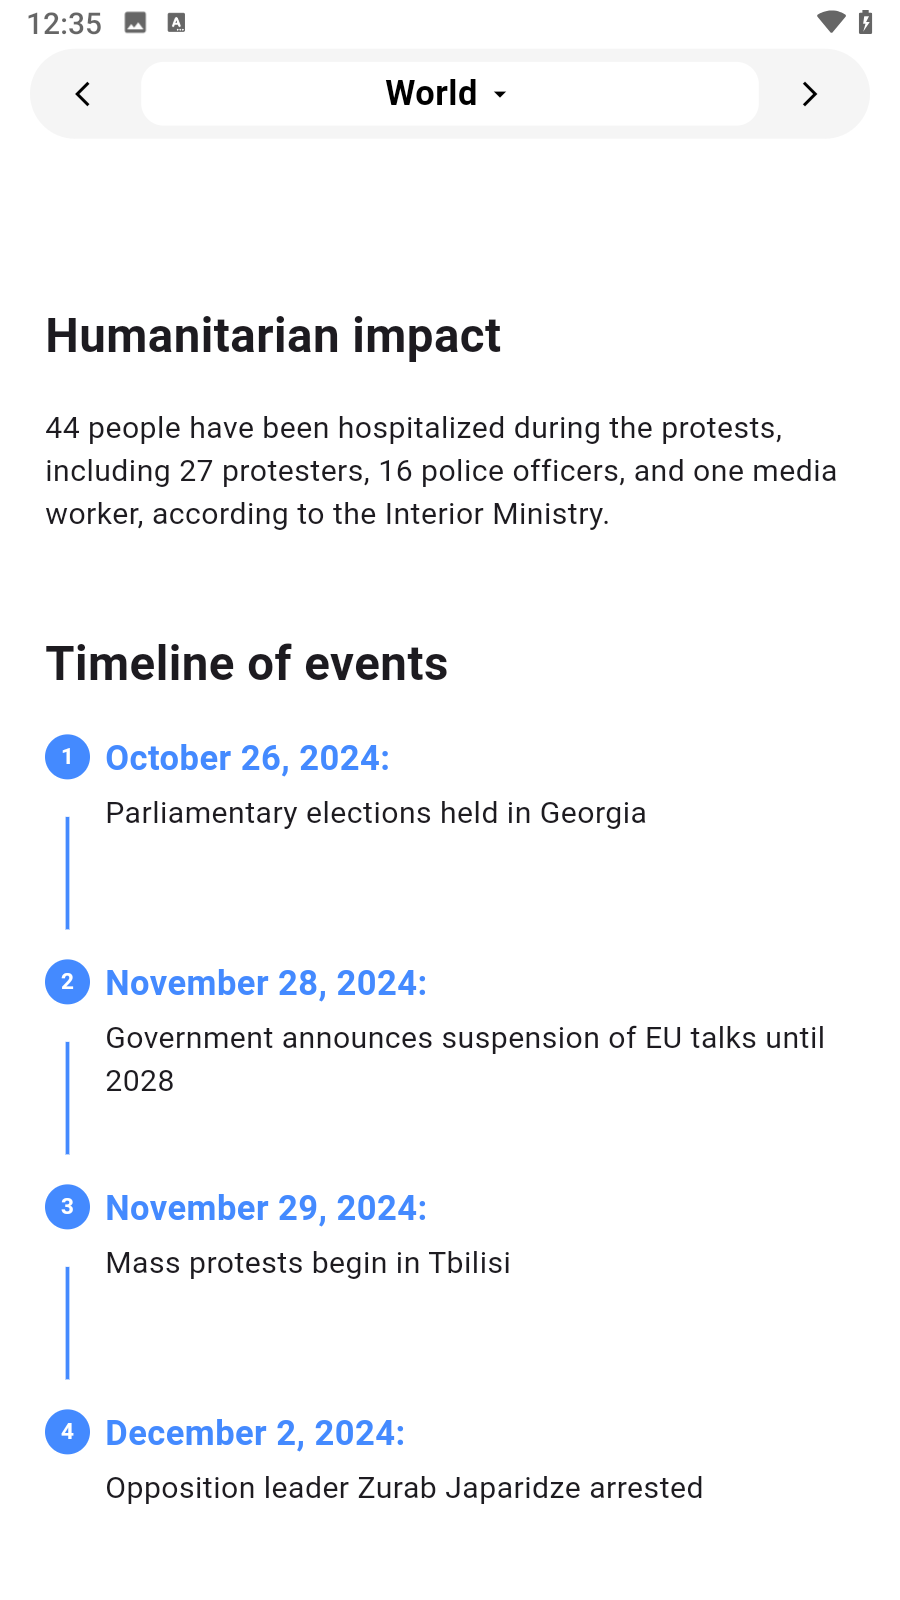 12:35
World
Humanitarian impact
44 people have been hospitalized during the protests,
including 27 protesters, 16 police officers, and one media
worker, according to the Interior Ministry.
Timeline of events
1 October 26, 2024:
Parliamentary elections held in Georgia
2 November 28, 2024:
Government announces suspension of EU talks until
2028
3 November 29, 2024:
Mass protests begin in Tbilisi
4 December 2, 2024:
Opposition leader Zurab Japaridze arrested